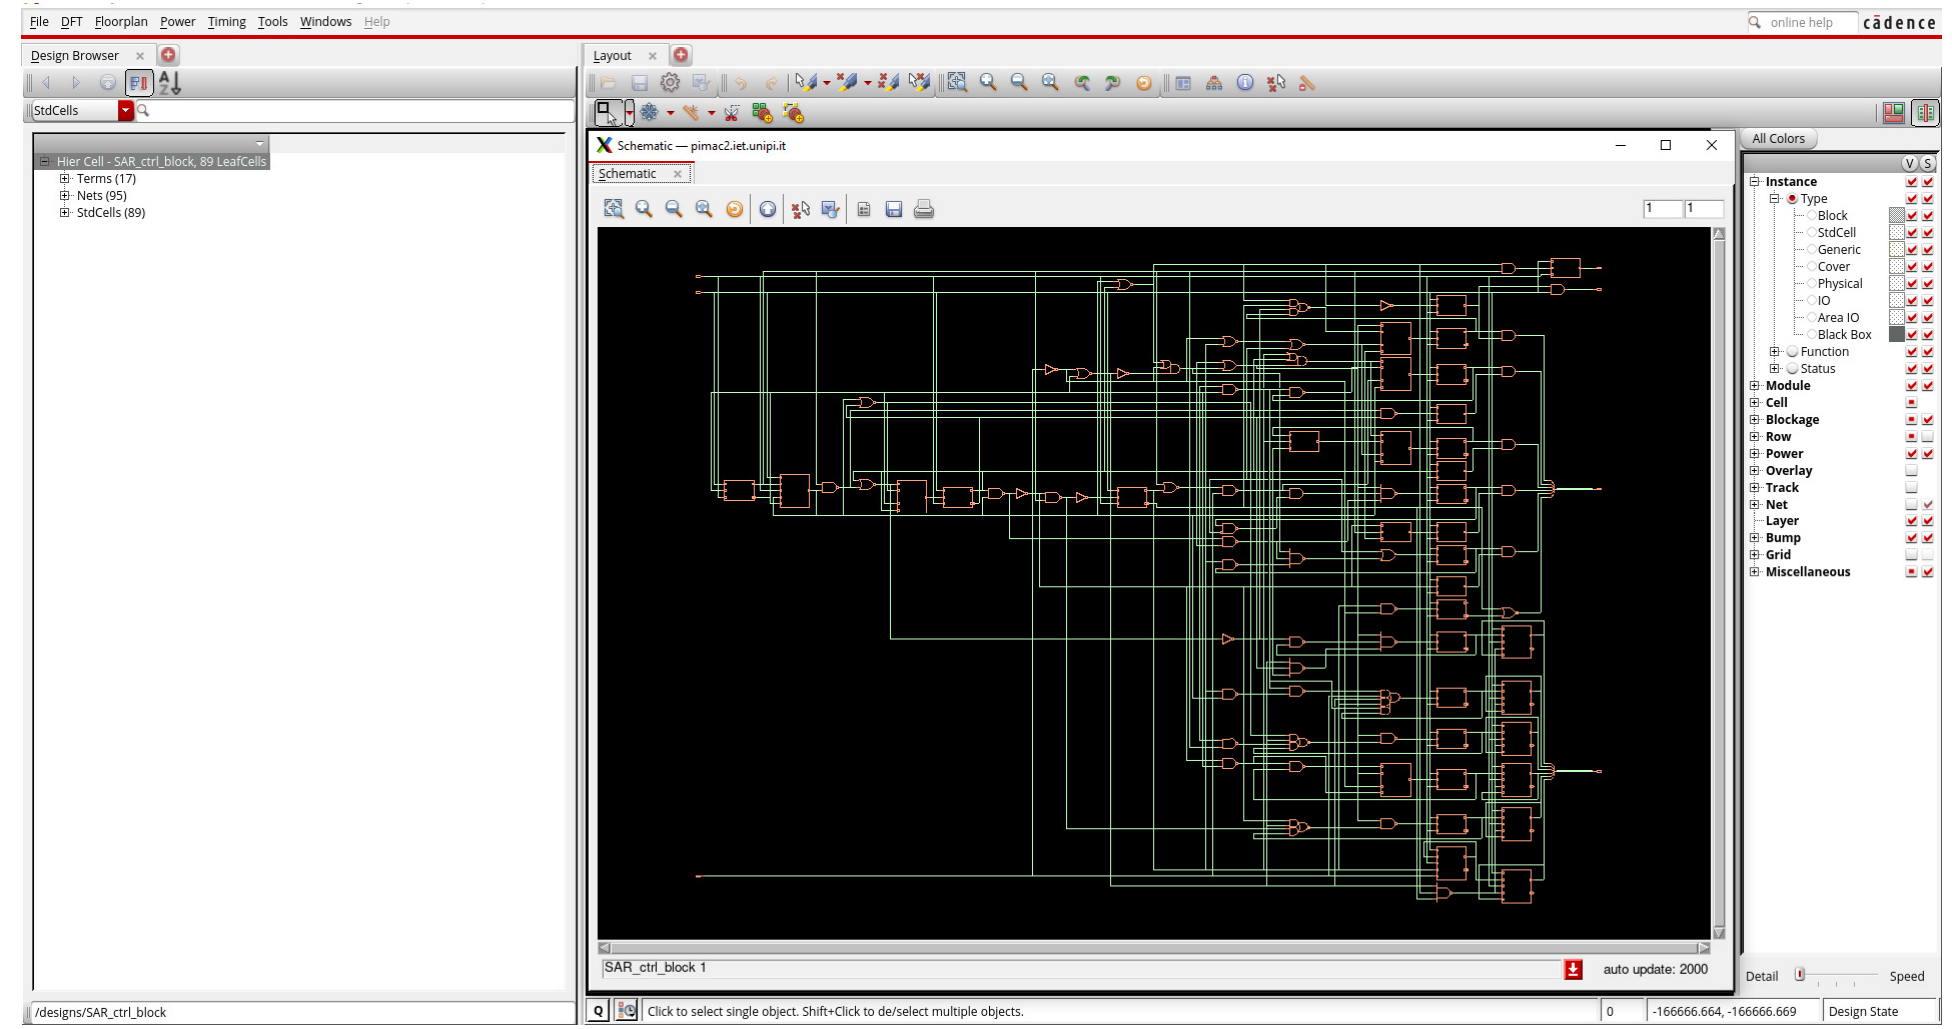 File DFT Floorplan Power Timing Tools Windows Help
online help
cādence
Design Browser
Layout
StdCells
Hier Cell - SAR_ctrl_block, 89 LeafCells
Terms (17)
Nets (95)
StdCells (89)
/designs/SAR_ctrl_block
Schematic — pimac2.iet.unipi.it
Schematic
1 1
SAR_ctrl_block 1
auto update: 2000
Q
Click to select single object. Shift+Click to de/select multiple objects.
0
-166666.664, -166666.669
Design State
All Colors
V S
Instance
Type
Block
StdCell
Generic
Cover
Physical
IO
Area IO
Black Box
Function
Status
Module
Cell
Blockage
Row
Power
Overlay
Track
Net
Layer
Bump
Grid
Miscellaneous
Detail Speed